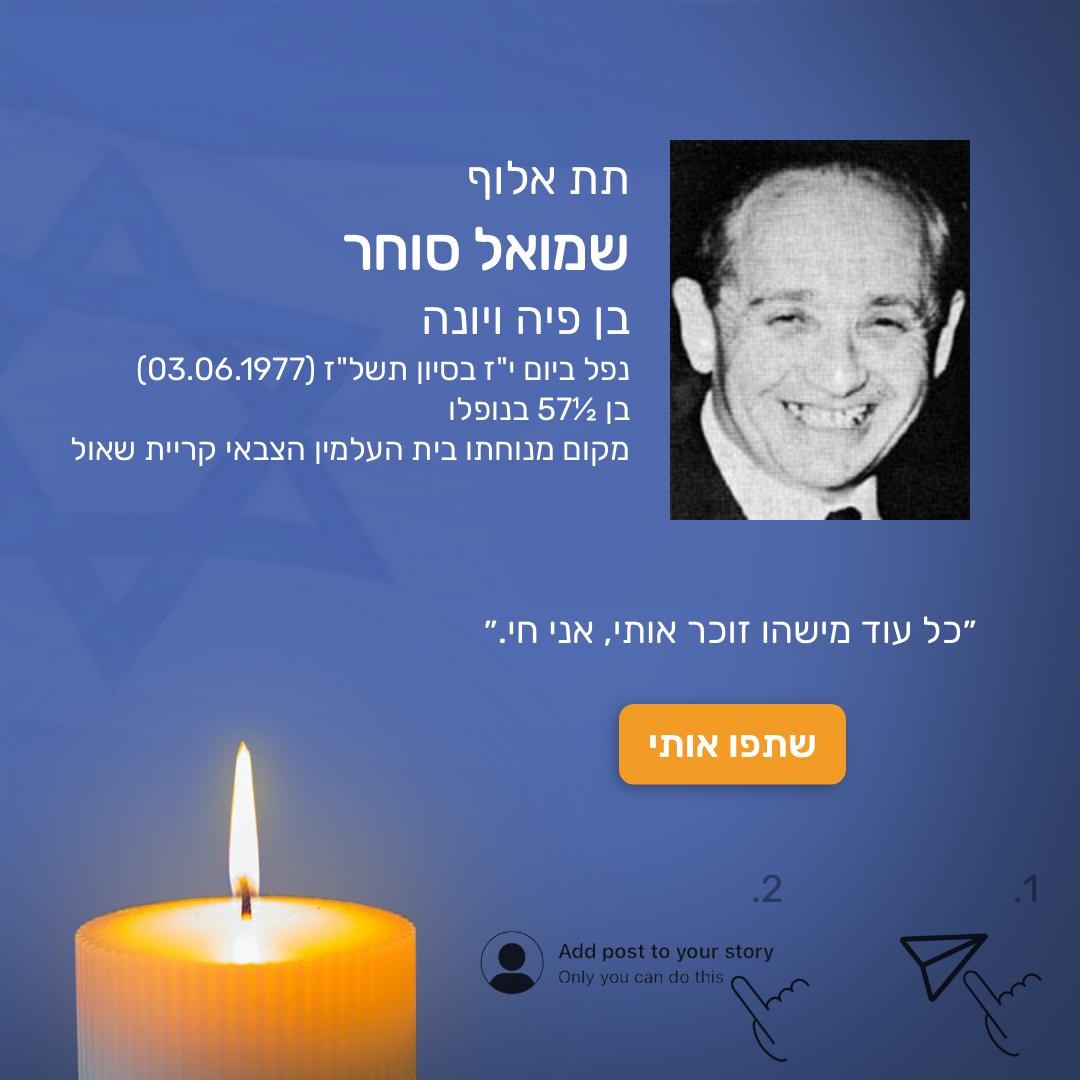 תת אלוף
שמואל סוחר
בן פיה ויונה
נפל ביום י"ז בסיון תשל"ז (03.06.1977)
בן 57½ בנופלו
מקום מנוחתו בית העלמין הצבאי קריית שאול
״כל עוד מישהו זוכר אותי, אני חי.״
שתפו אותי
1.
2.
Add post to your story
Only you can do this